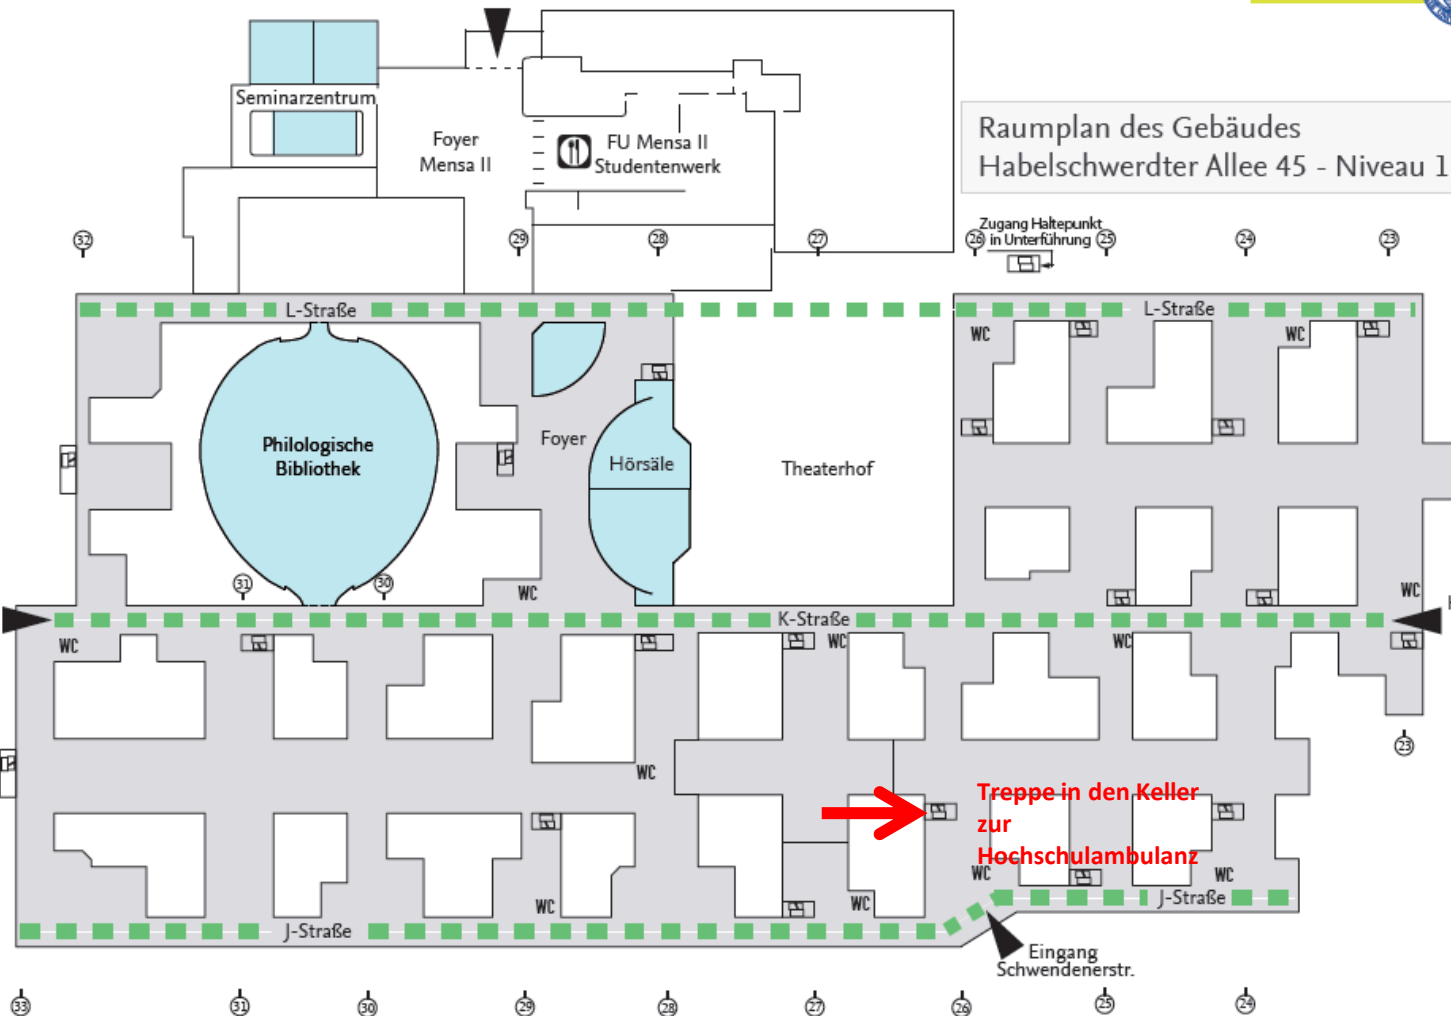 Seminarzentrum
Foyer
Mensa II
FU Mensa II
Studentenwerk
Raumplan des Gebäudes
Habelschwerdter Allee 45 - Niveau 1
Zugang Haltepunkt
in Unterführung
32
29
28
27
26
25
24
23
L-Straße
L-Straße
WC
WC
Philologische
Bibliothek
Foyer
Hörsäle
Theaterhof
31
30
WC
WC
K-Straße
WC
WC
WC
23
WC
Treppe in den Keller
zur
Hochschulambulanz
WC
WC
WC
WC
J-Straße
J-Straße
Eingang
Schwendenerstr.
33
31
30
29
28
27
26
25
24